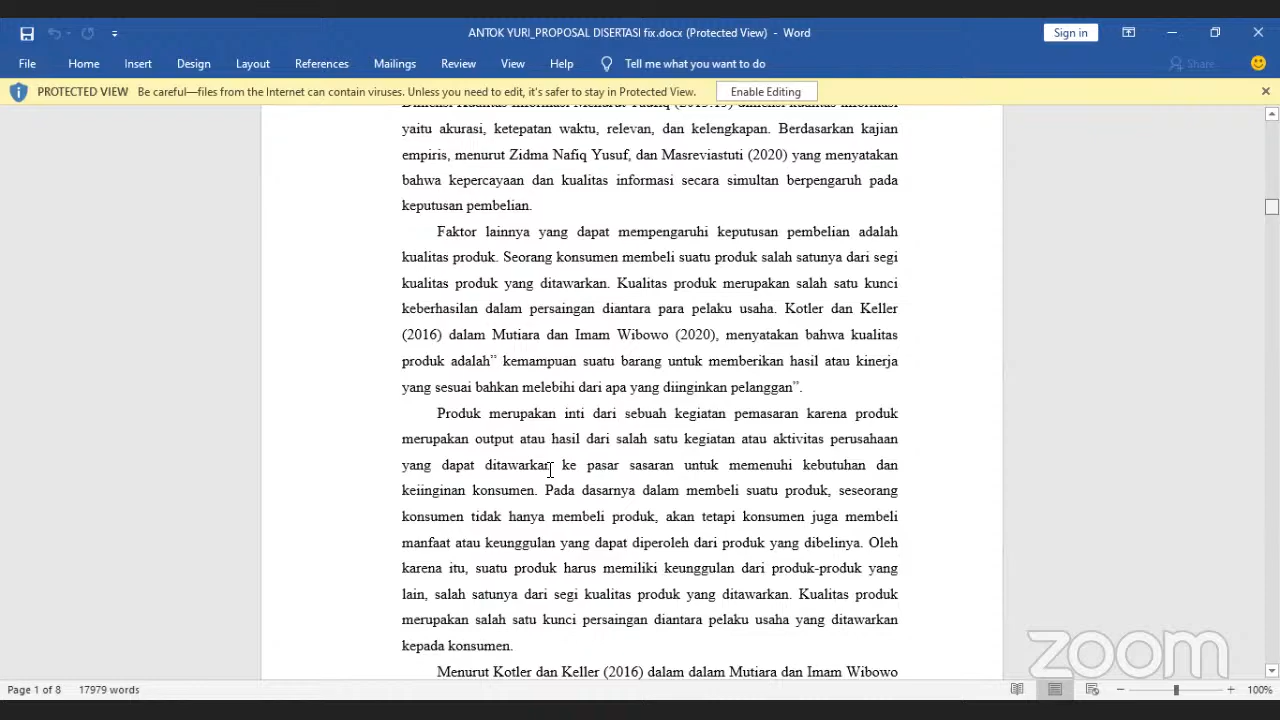 ANTOK YURI_PROPOSAL DISERTASI fix.docx (Protected View) - Word
Sign in
File Home Insert Design Layout References Mailings Review View Help Tell me what you want to do Share
PROTECTED VIEW Be careful—files from the Internet can contain viruses. Unless you need to edit, it's safer to stay in Protected View. Enable Editing
yaitu akurasi, ketepatan waktu, relevan, dan kelengkapan. Berdasarkan kajian
empiris, menurut Zidma Nafiq Yusuf, dan Masreviastuti (2020) yang menyatakan
bahwa kepercayaan dan kualitas informasi secara simultan berpengaruh pada
keputusan pembelian.
Faktor lainnya yang dapat mempengaruhi keputusan pembelian adalah
kualitas produk. Seorang konsumen membeli suatu produk salah satunya dari segi
kualitas produk yang ditawarkan. Kualitas produk merupakan salah satu kunci
keberhasilan dalam persaingan diantara para pelaku usaha. Kotler dan Keller
(2016) dalam Mutiara dan Imam Wibowo (2020), menyatakan bahwa kualitas
produk adalah” kemampuan suatu barang untuk memberikan hasil atau kinerja
yang sesuai bahkan melebihi dari apa yang diinginkan pelanggan”.
Produk merupakan inti dari sebuah kegiatan pemasaran karena produk
merupakan output atau hasil dari salah satu kegiatan atau aktivitas perusahaan
yang dapat ditawarkan ke pasar sasaran untuk memenuhi kebutuhan dan
keiinginan konsumen. Pada dasarnya dalam membeli suatu produk, seseorang
konsumen tidak hanya membeli produk, akan tetapi konsumen juga membeli
manfaat atau keunggulan yang dapat diperoleh dari produk yang dibelinya. Oleh
karena itu, suatu produk harus memiliki keunggulan dari produk-produk yang
lain, salah satunya dari segi kualitas produk yang ditawarkan. Kualitas produk
merupakan salah satu kunci persaingan diantara pelaku usaha yang ditawarkan
kepada konsumen.
Menurut Kotler dan Keller (2016) dalam dalam Mutiara dan Imam Wibowo
zoom
Page 1 of 8 17979 words 100%